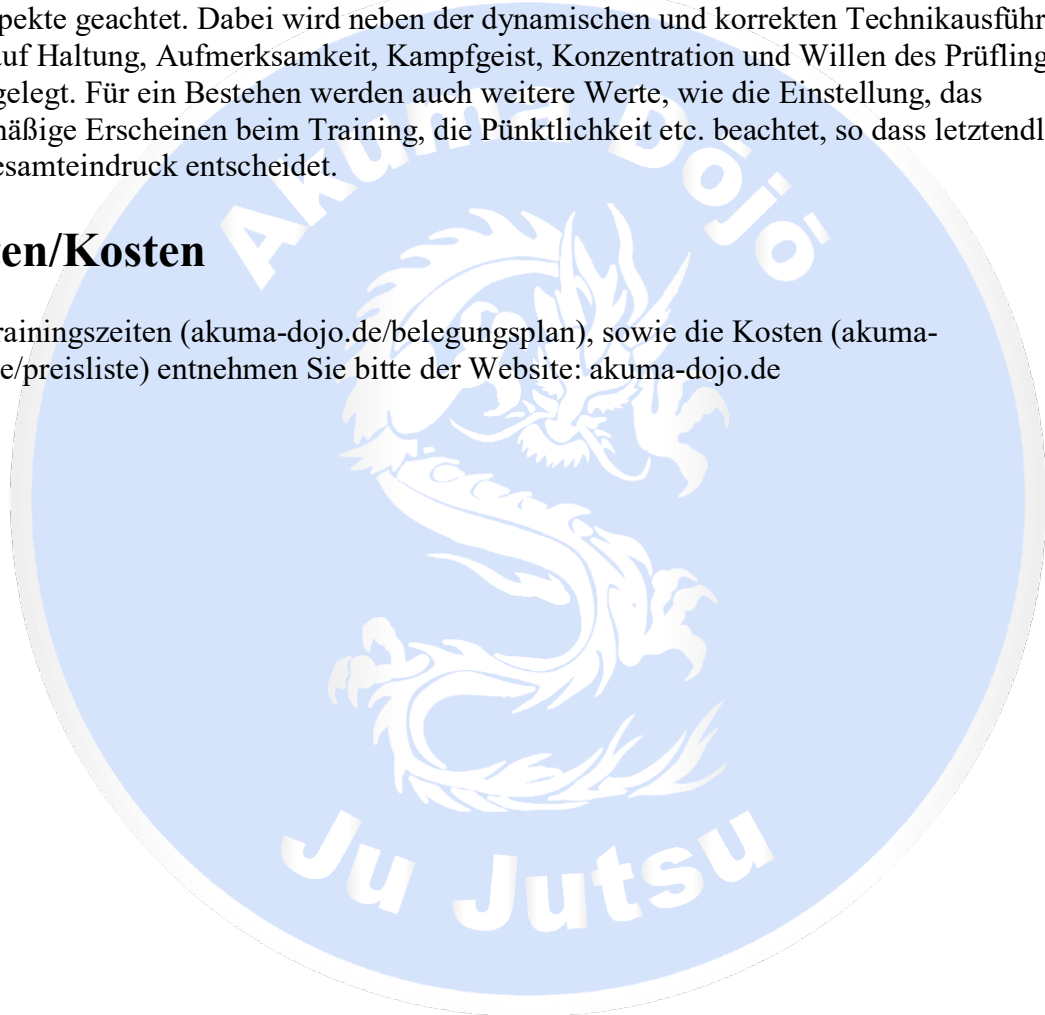 pekte geachtet. Dabei wird neben der dynamischen und korrekten Technikausführ
uf Haltung, Aufmerksamkeit, Kampfgeist, Konzentration und Willen des Prüfling
gelegt. Für ein Bestehen werden auch weitere Werte, wie die Einstellung, das
mäßige Erscheinen beim Training, die Pünktlichkeit etc. beachtet, so dass letztendl
esamteindruck entscheidet.
Akuma Dōjō
en/Kosten
rainingszeiten (akuma-dojo.de/belegungsplan), sowie die Kosten (akuma-
e/preisliste) entnehmen Sie bitte der Website: akuma-dojo.de
Ju Jutsu